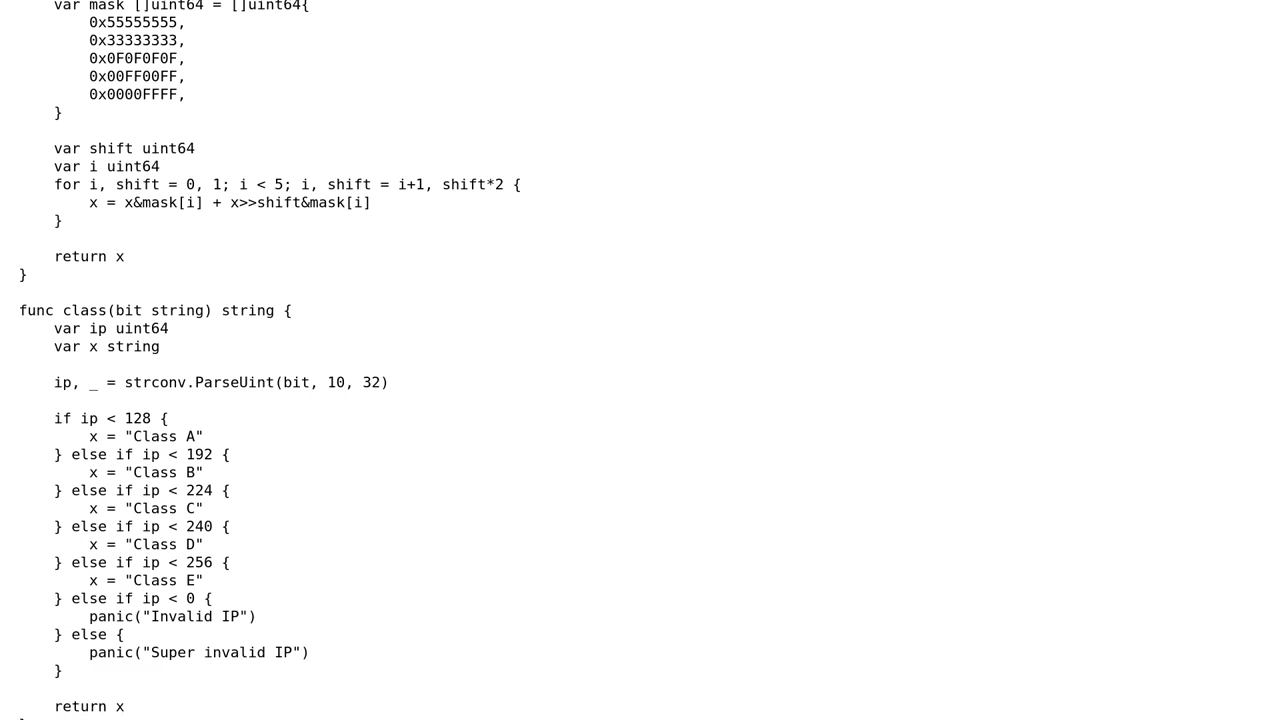 var mask []uint64 = []uint64{
        0x55555555,
        0x33333333,
        0x0F0F0F0F,
        0x00FF00FF,
        0x0000FFFF,
    }

    var shift uint64
    var i uint64
    for i, shift = 0, 1; i < 5; i, shift = i+1, shift*2 {
        x = x&mask[i] + x>>shift&mask[i]
    }

    return x
}

func class(bit string) string {
    var ip uint64
    var x string

    ip, _ = strconv.ParseUint(bit, 10, 32)

    if ip < 128 {
        x = "Class A"
    } else if ip < 192 {
        x = "Class B"
    } else if ip < 224 {
        x = "Class C"
    } else if ip < 240 {
        x = "Class D"
    } else if ip < 256 {
        x = "Class E"
    } else if ip < 0 {
        panic("Invalid IP")
    } else {
        panic("Super invalid IP")
    }

    return x